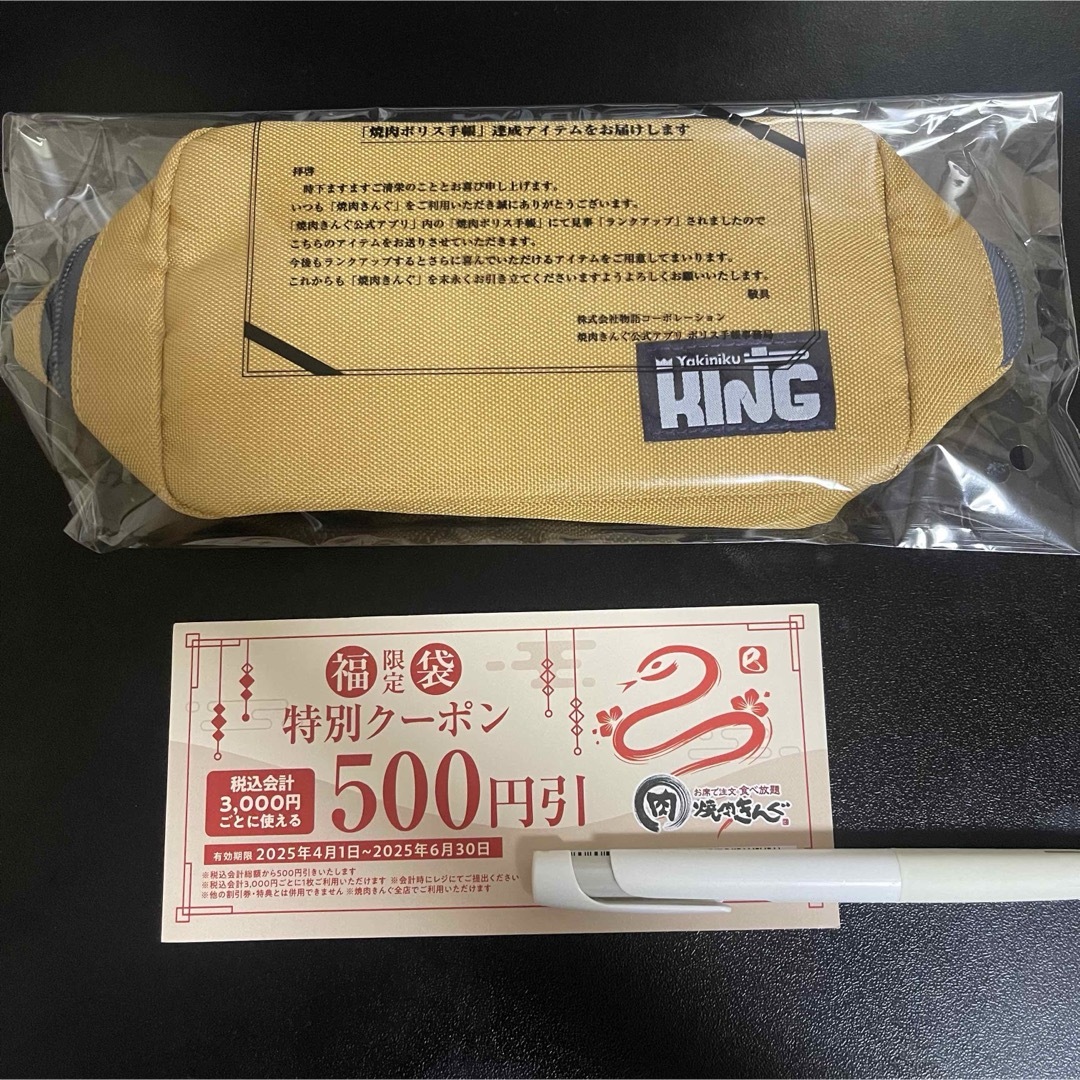 「焼肉ポリス手帳」達成アイテムをお届けします
拝啓
時下ますますご清栄のこととお喜び申し上げます。
いつも「焼肉きんぐ」をご利用いただき誠にありがとうございます。
「焼肉きんぐ公式アプリ」内の「焼肉ポリス手帳」にて見事「ランクアップ」されましたので
こちらのアイテムをお送りさせていただきます。
今後もランクアップするとさらに喜んでいただけるアイテムをご用意してまいります。
これからも「焼肉きんぐ」を末永くお引き立てくださいますようよろしくお願いいたします。
敬具
株式会社物語コーポレーション
焼肉きんぐ公式アプリ ポリス手帳事務局
Yakiniku
KING
福限定袋
特別クーポン
税込会計
3,000円
ごとに使える
500円引
お席で注文 食べ放題
肉 焼肉きんぐ
有効期限 2025年4月1日~2025年6月30日
※税込会計総額から500円引きいたします
※税込会計3,000円ごとに1枚ご利用いただけます ※会計時にレジにてご提出ください
※他の割引券・特典とは併用できません ※焼肉きんぐ全店でご利用いただけます